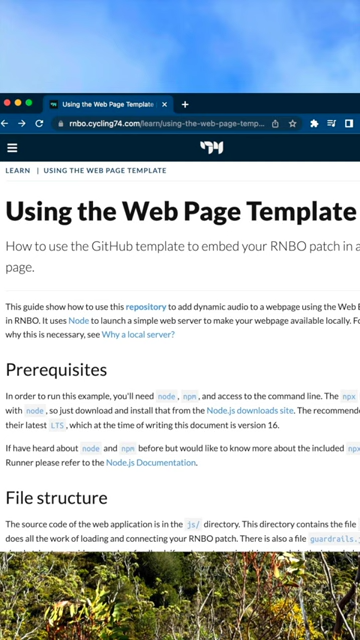 Using the Web Page Template
rnbo.cycling74.com/learn/using-the-web-page-temp...
LEARN | USING THE WEB PAGE TEMPLATE
Using the Web Page Template
How to use the GitHub template to embed your RNBO patch in a
page.
This guide show how to use this repository to add dynamic audio to a webpage using the Web
in RNBO. It uses Node to launch a simple web server to make your webpage available locally.
why this is necessary, see Why a local server?
Prerequisites
In order to run this example, you'll need node, npm, and access to the command line. The npx
with node, so just download and install that from the Node.js downloads site. The
their latest LTS, which at the time of writing this document is version 16.
If have heard about node and npm before but would like to know more about the included npx
Runner please refer to the Node.js Documentation.
File structure
The source code of the web application is in the js/ directory. This directory contains the file
does all the work of loading and connecting your RNBO patch. There is also a file